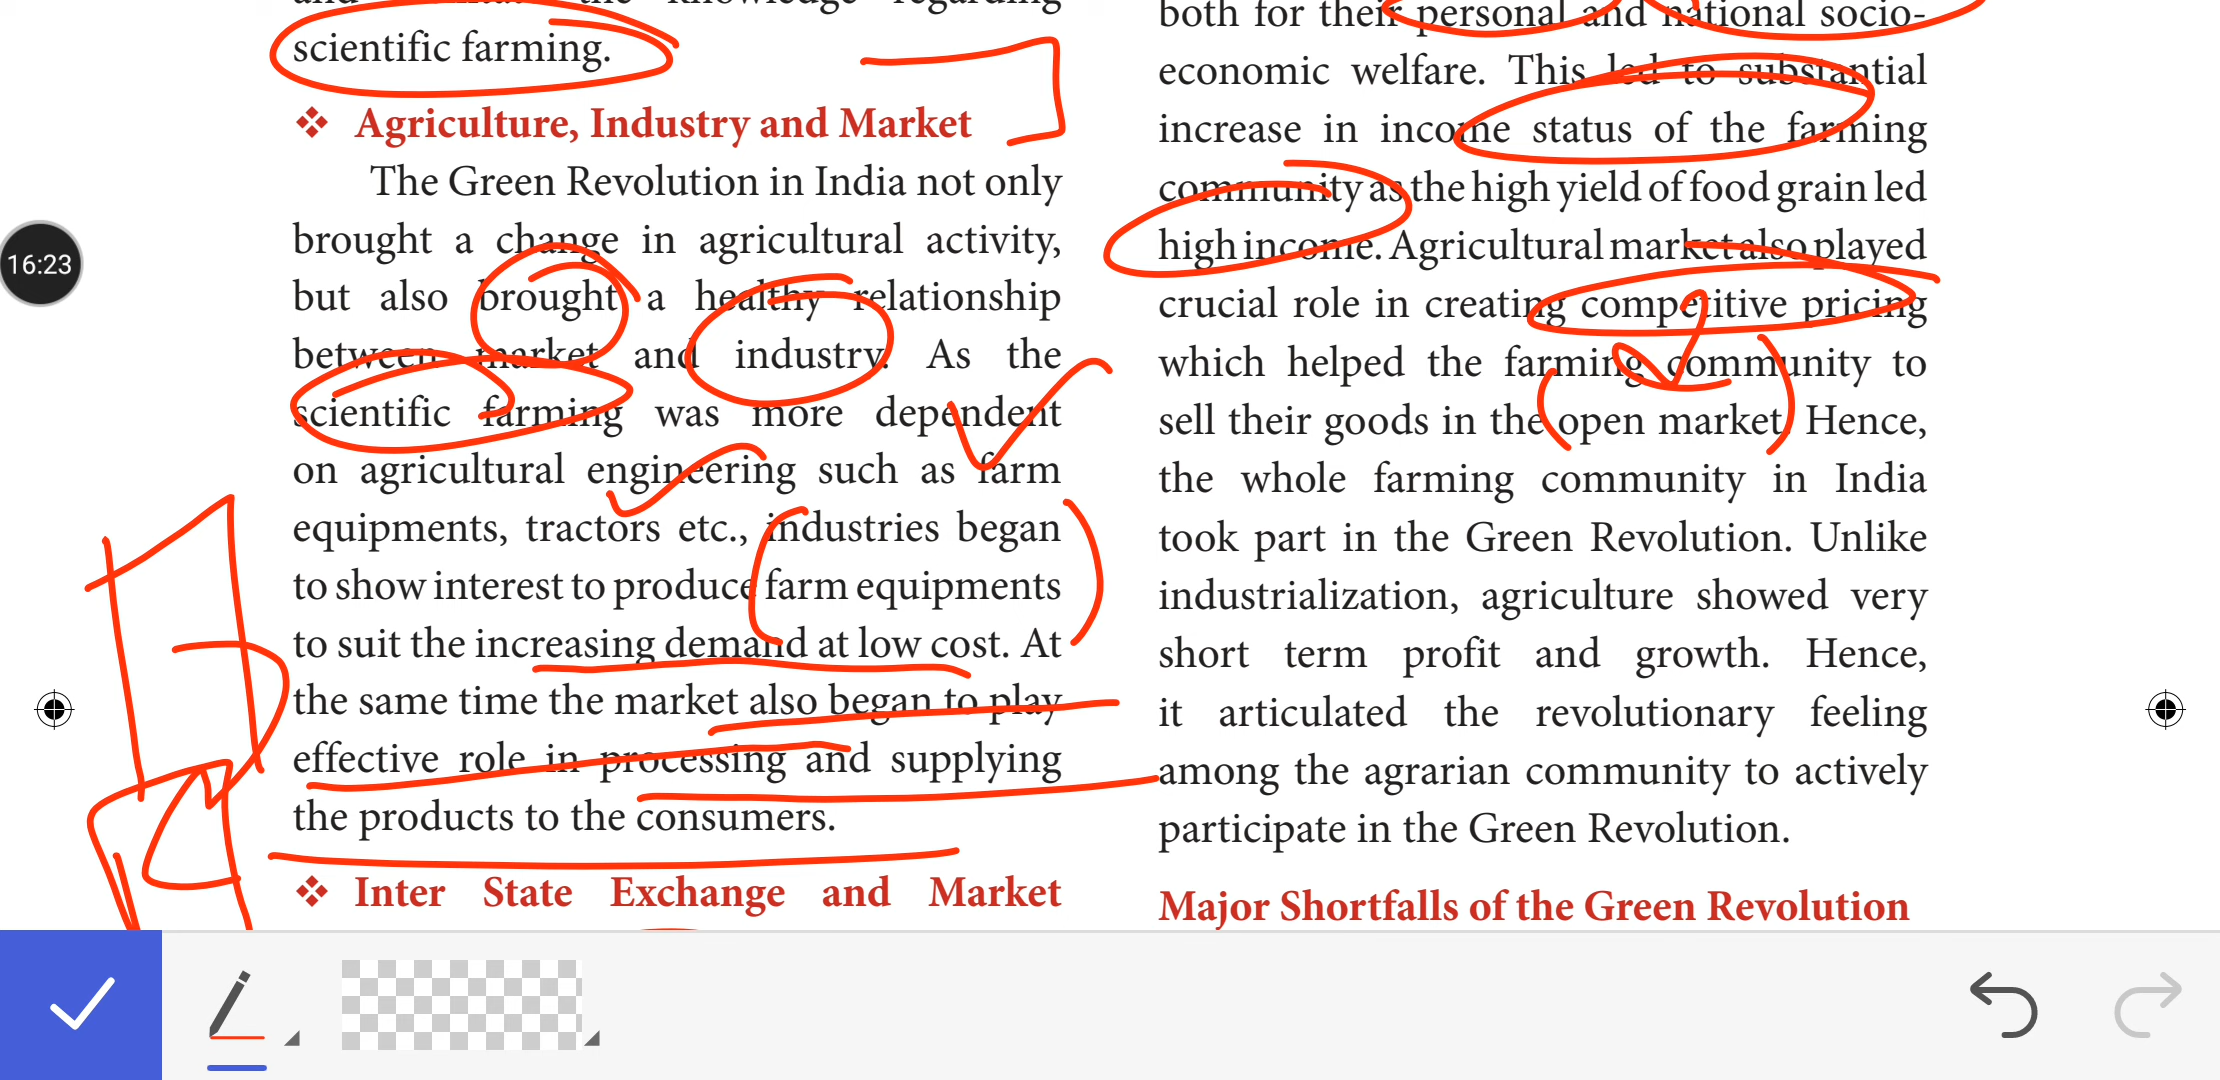 scientific farming.
❖ Agriculture, Industry and Market
The Green Revolution in India not only
brought a change in agricultural activity,
but also brought a healthy relationship
between market and industry. As the
scientific farming was more dependent
on agricultural engineering such as farm
equipments, tractors etc., industries began
to show interest to produce farm equipments
to suit the increasing demand at low cost. At
the same time the market also began to play
effective role in processing and supplying
the products to the consumers.
❖ Inter State Exchange and Market
both for their personal and national socio-
economic welfare. This led to substantial
increase in income status of the farming
community as the high yield of food grain led
high income. Agricultural market also played
crucial role in creating competitive pricing
which helped the farming community to
sell their goods in the open market. Hence,
the whole farming community in India
took part in the Green Revolution. Unlike
industrialization, agriculture showed very
short term profit and growth. Hence,
it articulated the revolutionary feeling
among the agrarian community to actively
participate in the Green Revolution.
Major Shortfalls of the Green Revolution
16:23